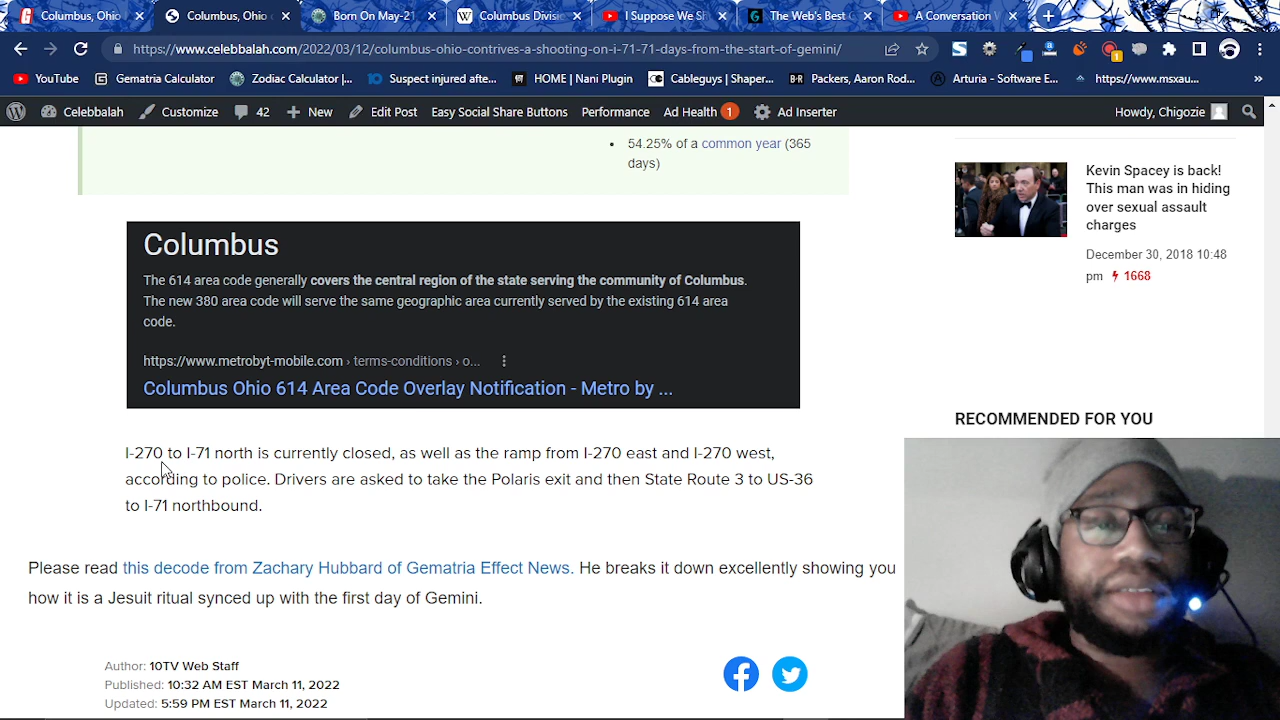 Columbus, Ohio
Columbus, Ohio
Born On May-21
Columbus Divisi
I Suppose We Sh
The Web's Best
A Conversation
https://www.celebblah.com/2022/03/12/columbus-ohio-contrives-a-shooting-on-i-71-71-days-from-the-start-of-gemini/
YouTube
Gematria Calculator
Zodiac Calculator |...
Suspect injured afte...
HOME | Nani Plugin
Cableguys | Shaper...
Packers, Aaron Rod...
Arturia - Software E...
https://www.msxau...
»
Celebblah
Customize
42
New
Edit Post
Easy Social Share Buttons
Performance
Ad Health 1
Ad Inserter
Howdy, Chigozie
• 54.25% of a common year (365
days)
Columbus
The 614 area code generally covers the central region of the state serving the community of Columbus.
The new 380 area code will serve the same geographic area currently served by the existing 614 area
code.
https://www.metrobyt-mobile.com › terms-conditions › o...
Columbus Ohio 614 Area Code Overlay Notification - Metro by ...
I-270 to I-71 north is currently closed, as well as the ramp from I-270 east and I-270 west,
according to police. Drivers are asked to take the Polaris exit and then State Route 3 to US-36
to I-71 northbound.
Please read this decode from Zachary Hubbard of Gematria Effect News. He breaks it down excellently showing you
how it is a Jesuit ritual synced up with the first day of Gemini.
Author: 10TV Web Staff
Published: 10:32 AM EST March 11, 2022
Updated: 5:59 PM EST March 11, 2022
Kevin Spacey is back!
This man was in hiding
over sexual assault
charges
December 30, 2018 10:48
pm 1668
RECOMMENDED FOR YOU